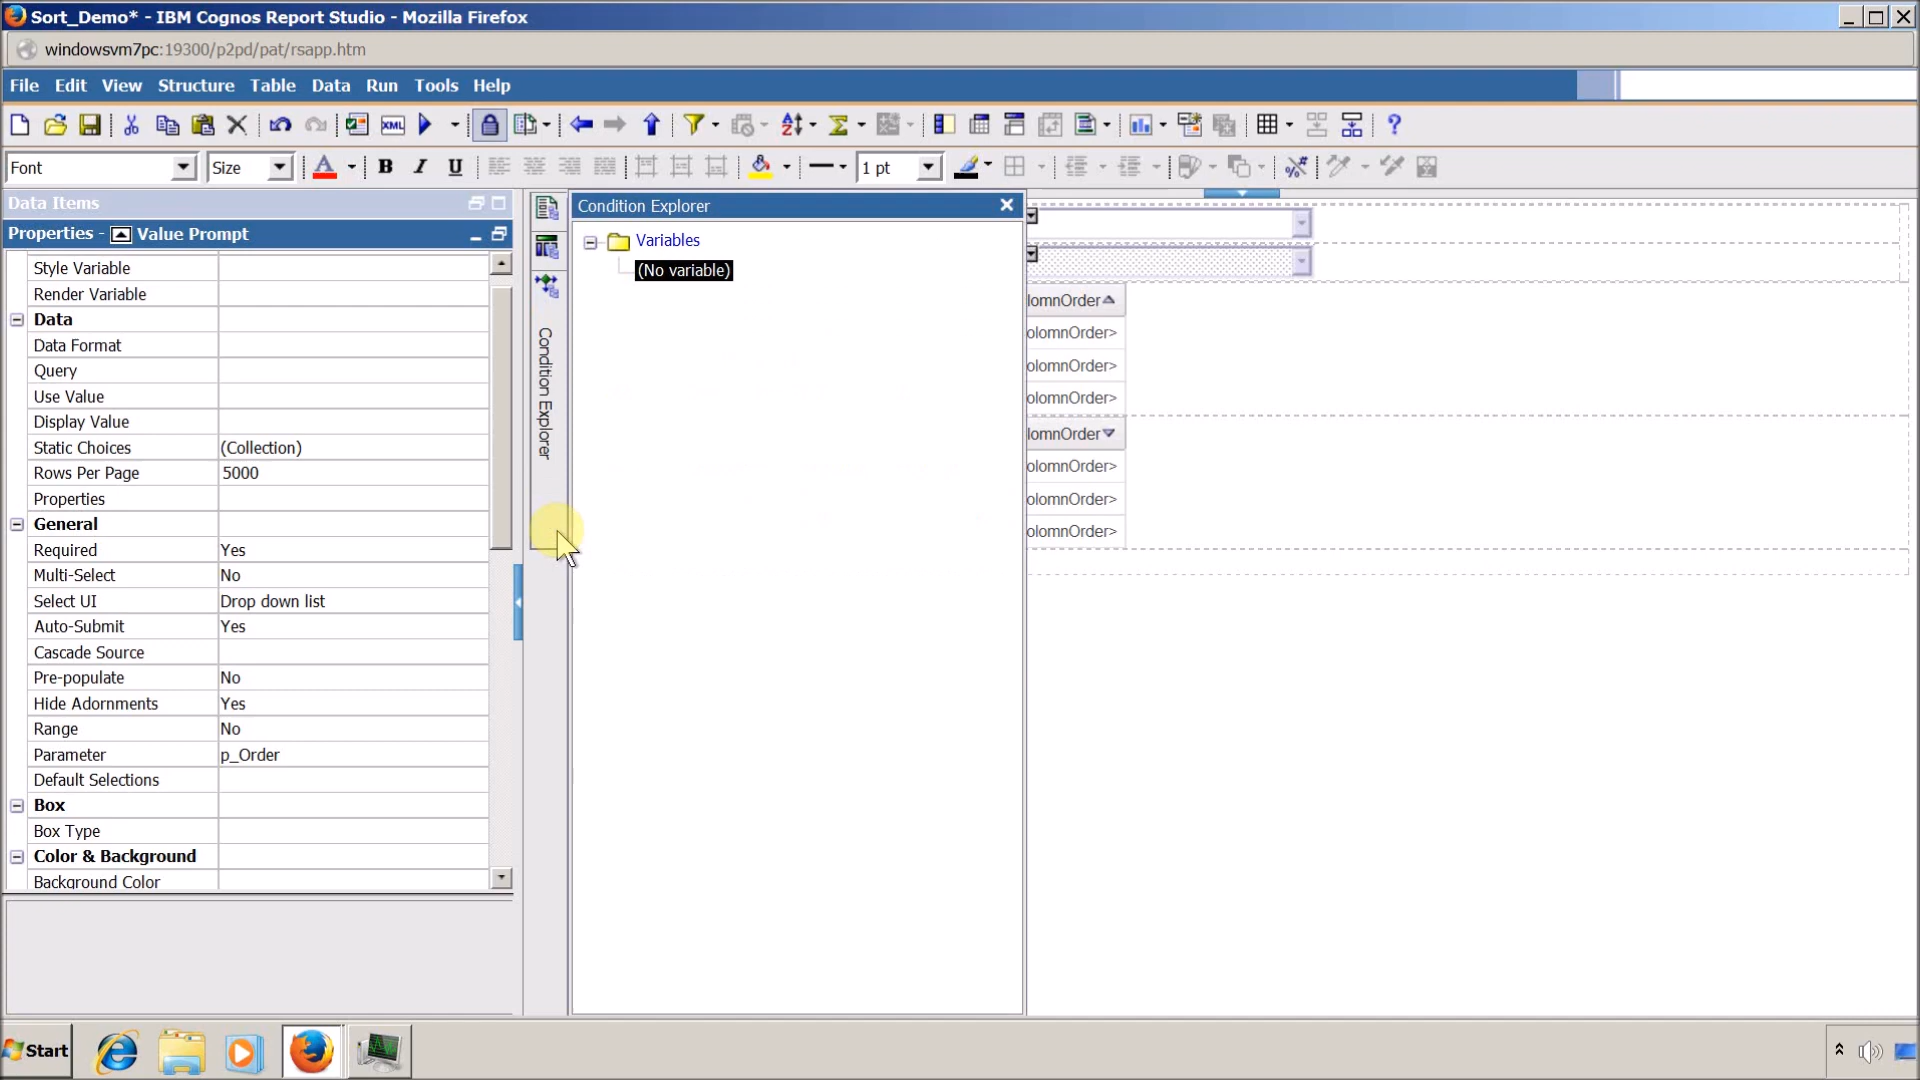 Sort_Demo* - IBM Cognos Report Studio - Mozilla Firefox
windowsvm7pc:19300/p2pd/pat/rsapp.htm
File Edit View Structure Table Data Run Tools Help
XML
Font Size A B I U 1 pt
Data Items
Properties - Value Prompt
Style Variable
Render Variable
Data
Data Format
Query
Use Value
Display Value
Static Choices (Collection)
Rows Per Page 5000
Properties
General
Required Yes
Multi-Select No
Select UI Drop down list
Auto-Submit Yes
Cascade Source
Pre-populate No
Hide Adornments Yes
Range No
Parameter p_Order
Default Selections
Box
Box Type
Color & Background
Background Color
Condition Explorer
Condition Explorer
Variables
(No variable)
lomnOrder
olomnOrder>
olomnOrder>
olomnOrder>
lomnOrder
olomnOrder>
olomnOrder>
olomnOrder>
Start